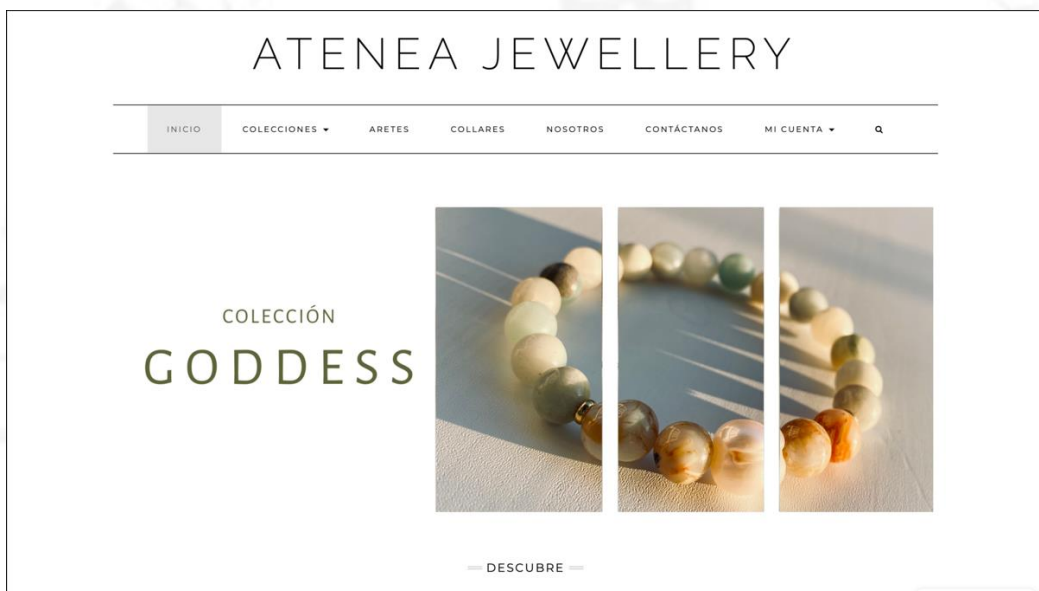 ATENEA JEWELLERY
INICIO COLECCIONES ARETES COLLARES NOSOTROS CONTÁCTANOS MI CUENTA
COLECCIÓN
GODDESS
DESCUBRE